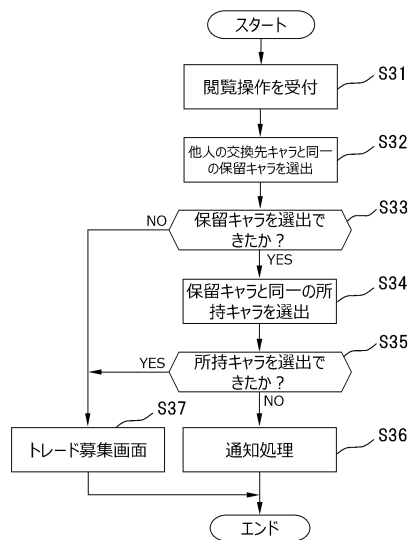 スタート
閲覧操作を受付
S31
他人の交換先キャラと同一
の保留キャラを選出
S32
保留キャラを選出で
きたか？
S33
NO
YES
保留キャラと同一の所
持キャラを選出
S34
所持キャラを選出で
きたか？
S35
YES
NO
トレード募集画面
S37
通知処理
S36
エンド